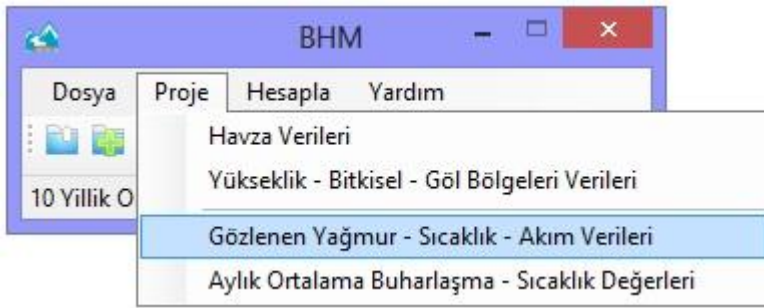 BHM
Dosya Proje Hesapla Yardım
Havza Verileri
Yükseklik - Bitkisel - Göl Bölgeleri Verileri
10 Yillik O
Gözlenen Yağmur - Sıcaklık - Akım Verileri
Aylık Ortalama Buharlaşma - Sıcaklık Değerleri